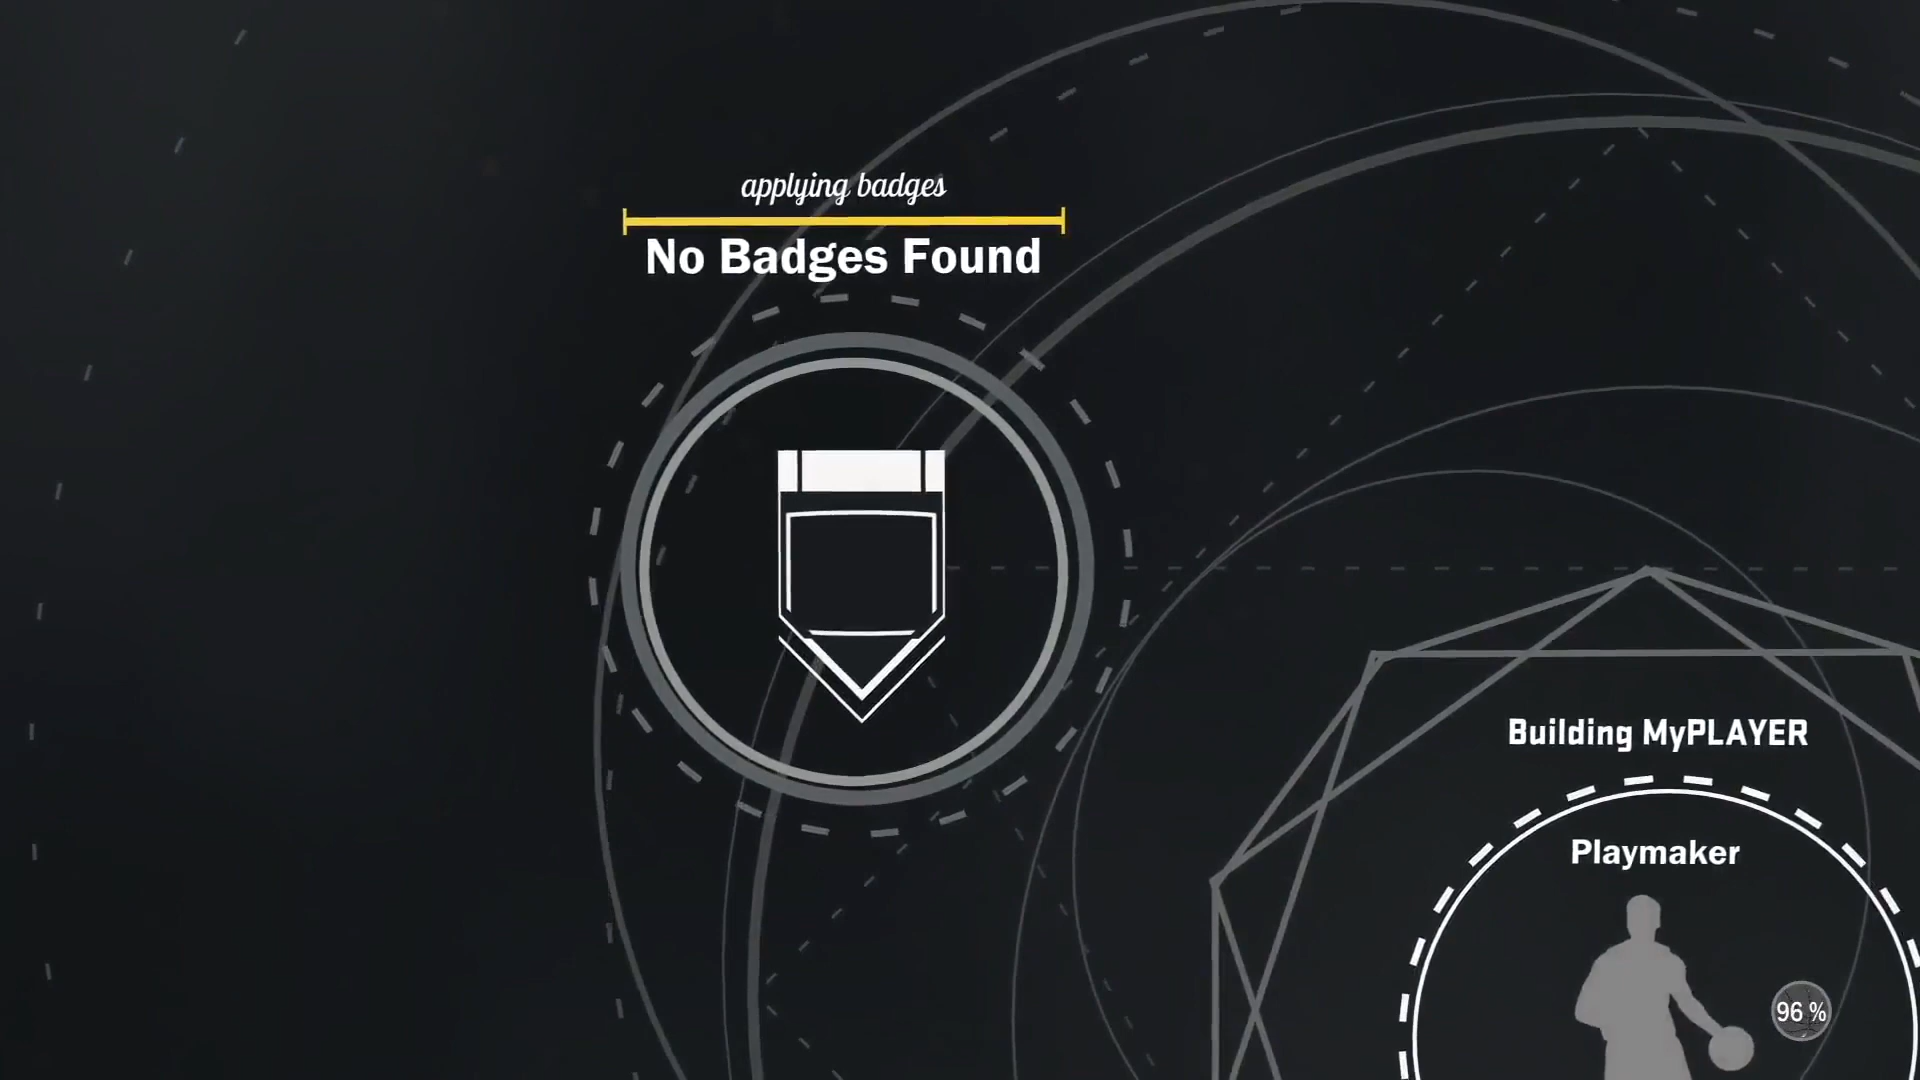 applying badges
No Badges Found
Building MyPLAYER
Playmaker
96 %